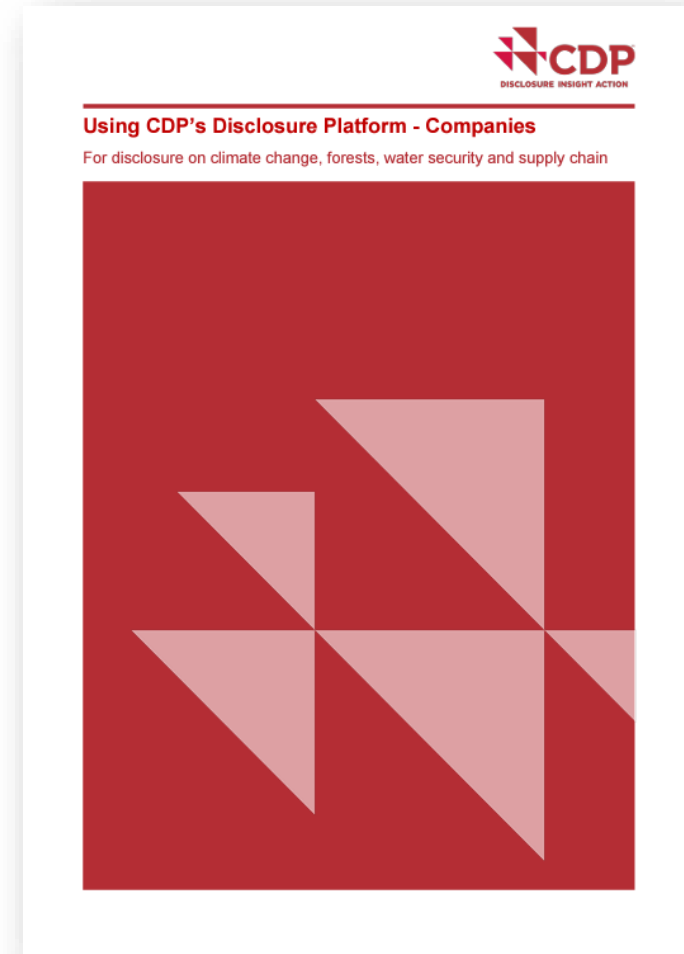 CDP
DISCLOSURE INSIGHT ACTION
Using CDP's Disclosure Platform - Companies
For disclosure on climate change, forests, water security and supply chain